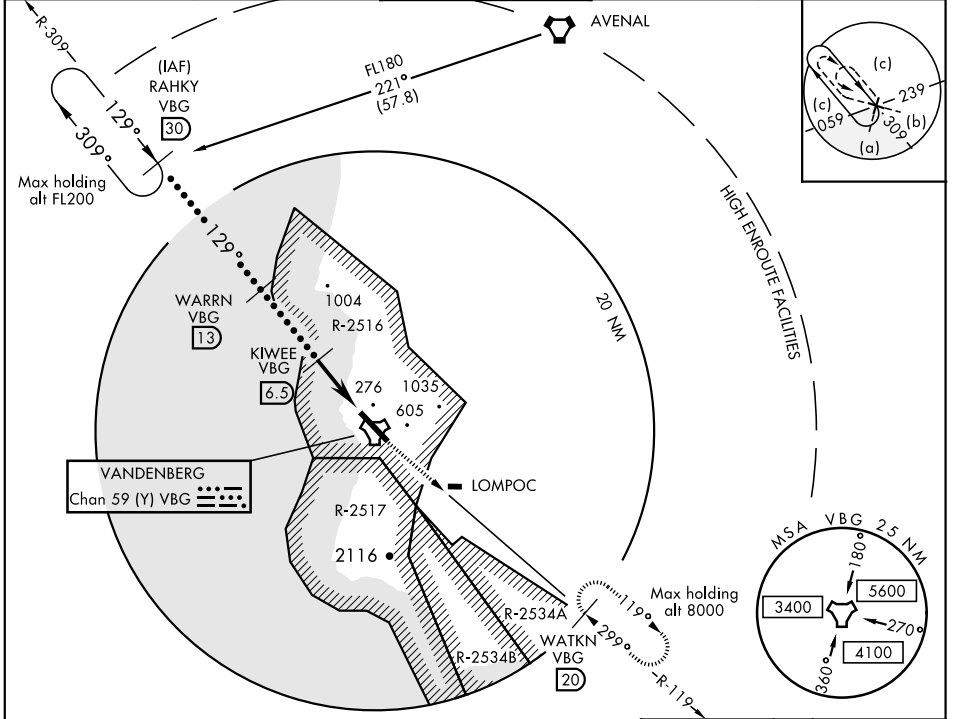 R-309
(IAF)
RAHKY
VBG
30
129°
309°
Max holding
alt FL200
FL180
221°
(57.8)
AVENAL
(c)
239
(c)
059
309
(b)
(a)
129°
WARRN
VBG
13
KIWEE
VBG
6.5
1004
R-2516
276
1035
605
20 NM
HIGH ENROUTE FACILITIES
VANDENBERG
Chan 59 (Y) VBG
LOMPOC
R-2517
2116
R-2534A
R-2534B
WATKN
VBG
20
119°
299°
Max holding
alt 8000
R-119
MSA VBG 25 NM
180°
5600
3400
270°
4100
360°